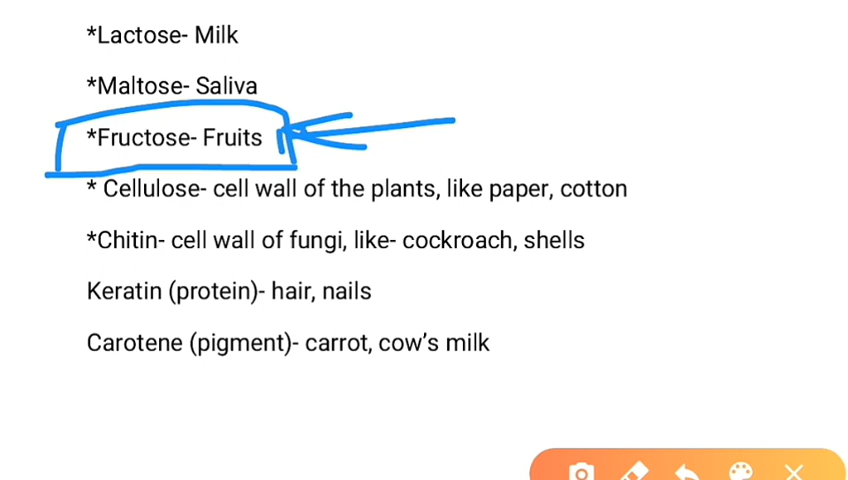 *Lactose- Milk
*Maltose- Saliva
*Fructose- Fruits
* Cellulose- cell wall of the plants, like paper, cotton
*Chitin- cell wall of fungi, like- cockroach, shells
Keratin (protein)- hair, nails
Carotene (pigment)- carrot, cow’s milk